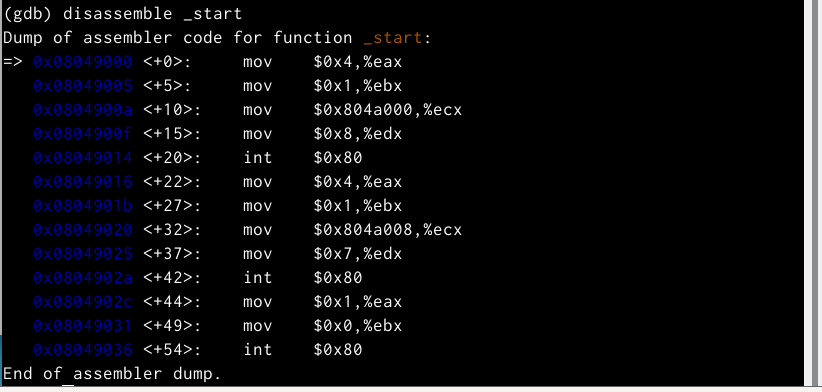 (gdb) disassemble _start
Dump of assembler code for function _start:
=> 0x08049000 <+0>:     mov    $0x4,%eax
   0x08049005 <+5>:     mov    $0x1,%ebx
   0x0804900a <+10>:    mov    $0x804a000,%ecx
   0x0804900f <+15>:    mov    $0x8,%edx
   0x08049014 <+20>:    int    $0x80
   0x08049016 <+22>:    mov    $0x4,%eax
   0x0804901b <+27>:    mov    $0x1,%ebx
   0x08049020 <+32>:    mov    $0x804a008,%ecx
   0x08049025 <+37>:    mov    $0x7,%edx
   0x0804902a <+42>:    int    $0x80
   0x0804902c <+44>:    mov    $0x1,%eax
   0x08049031 <+49>:    mov    $0x0,%ebx
   0x08049036 <+54>:    int    $0x80
End of assembler dump.